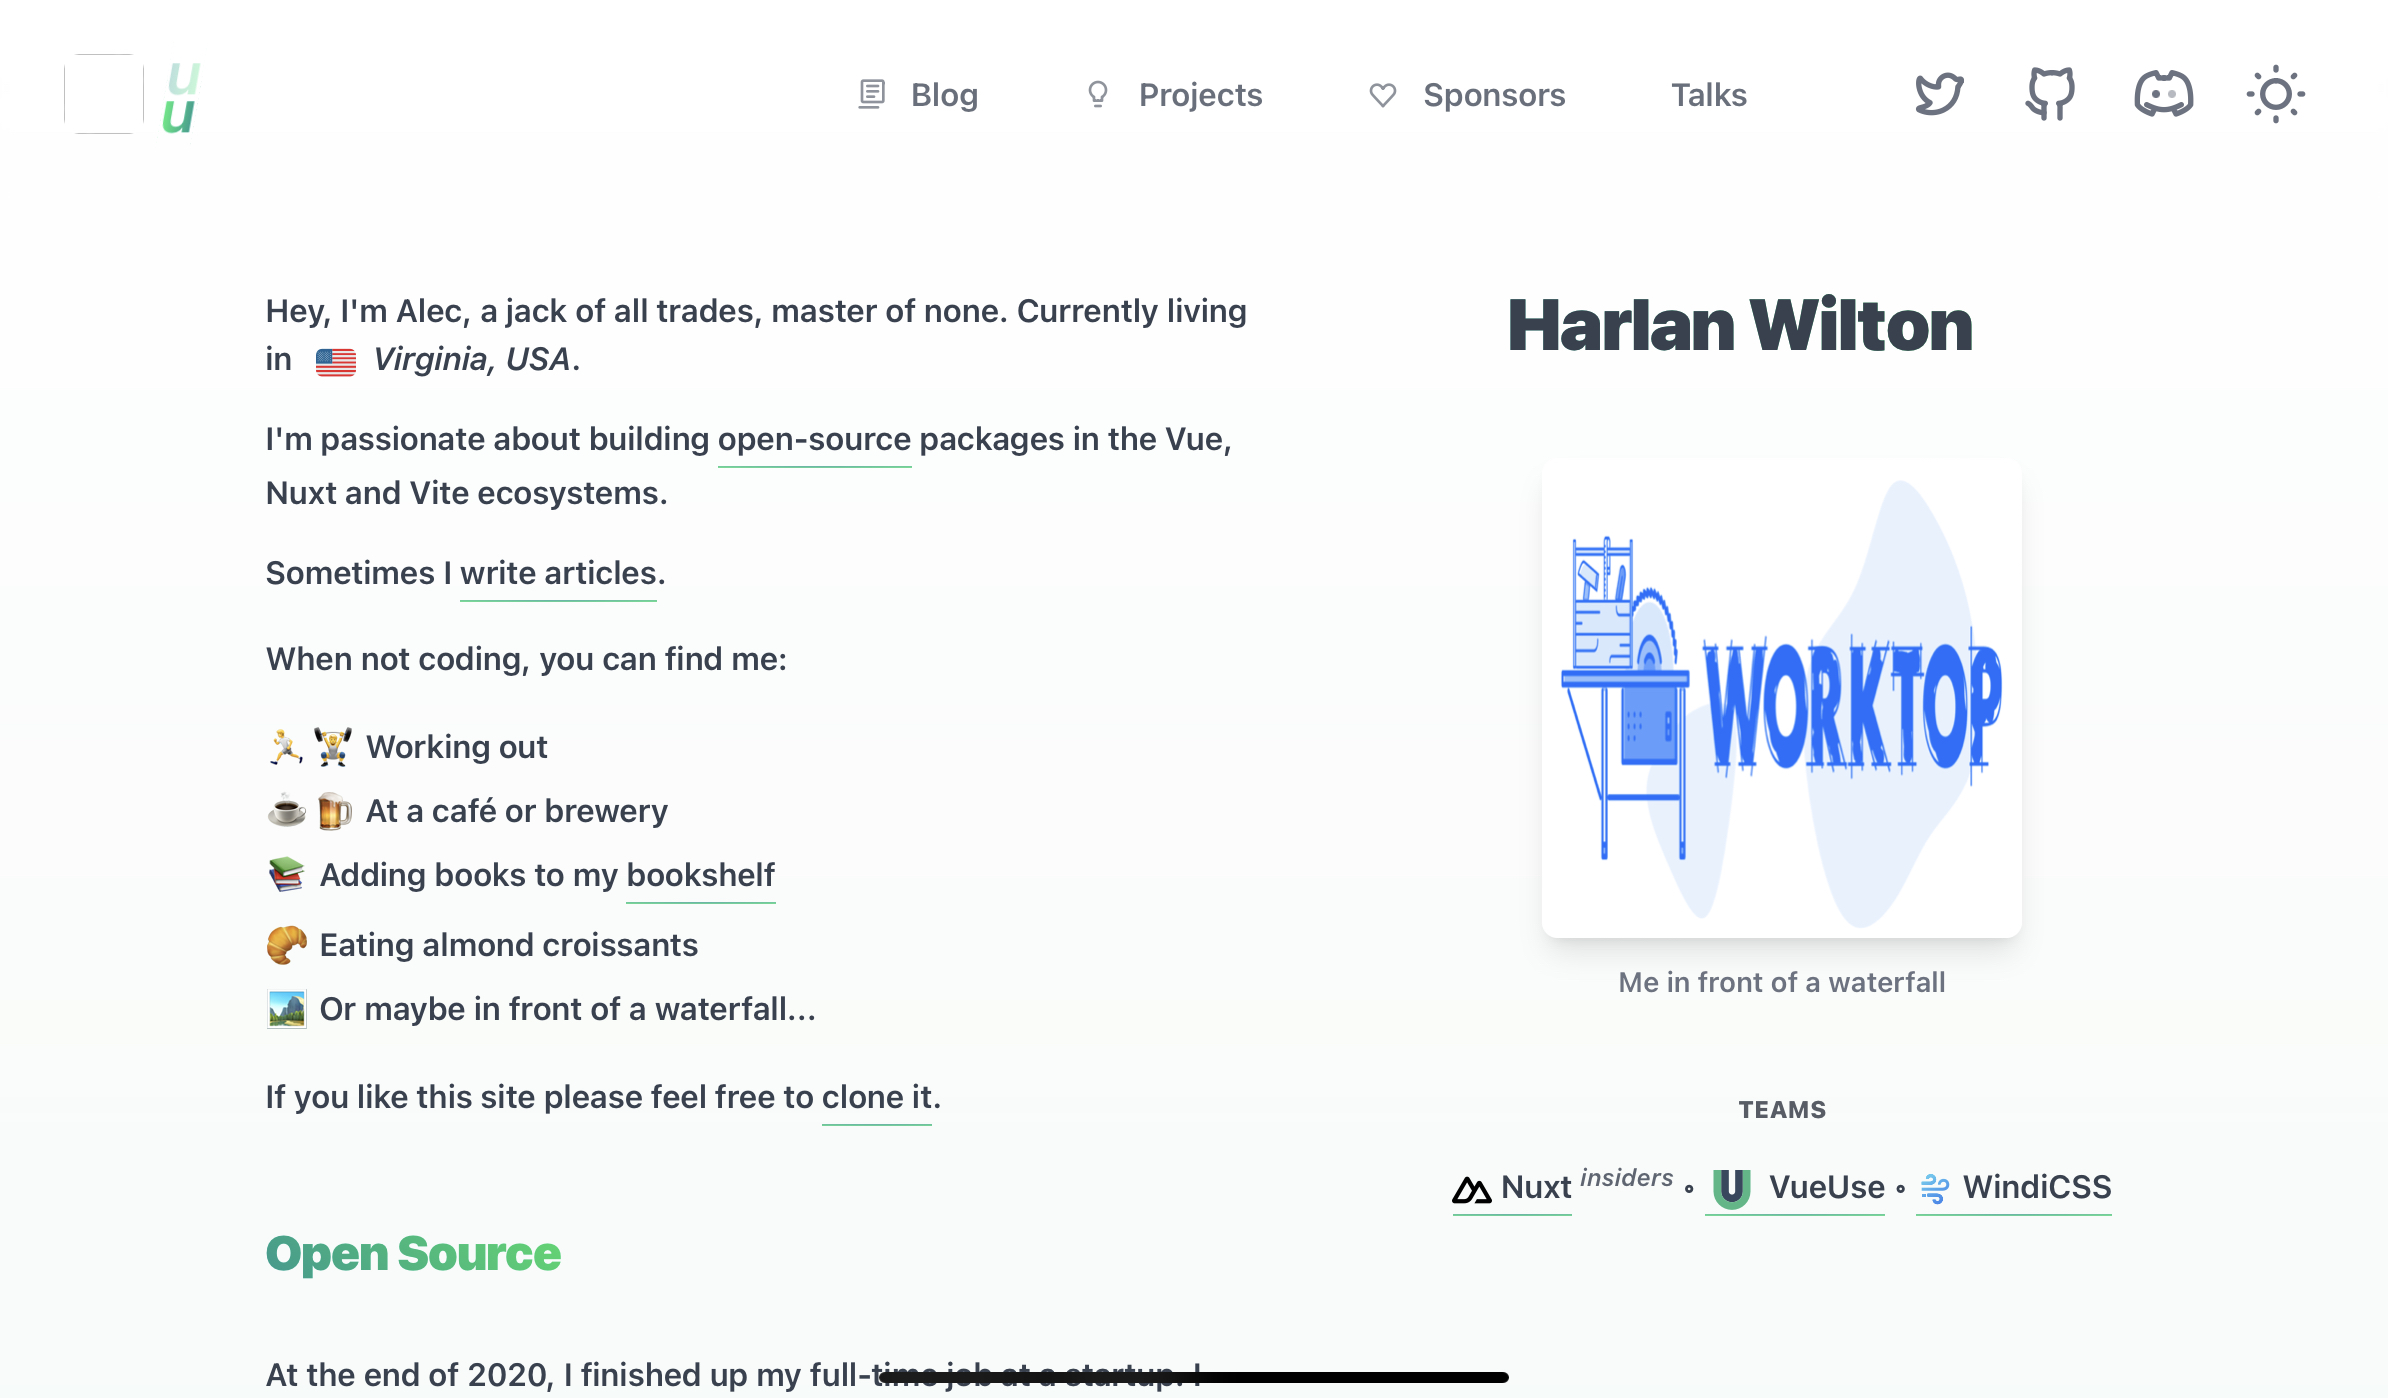 u
u
Blog
Projects
Sponsors
Talks
Hey, I'm Alec, a jack of all trades, master of none. Currently living
in 🇺🇸 Virginia, USA.
I'm passionate about building open-source packages in the Vue,
Nuxt and Vite ecosystems.
Sometimes I write articles.
When not coding, you can find me:
🏃🏋️ Working out
☕🍺 At a café or brewery
📚 Adding books to my bookshelf
🥐 Eating almond croissants
🏞️ Or maybe in front of a waterfall...
If you like this site please feel free to clone it.
Open Source
At the end of 2020, I finished up my full-time job at a startup. I
Harlan Wilton
WORKTOP
Me in front of a waterfall
TEAMS
Nuxt insiders • U VueUse • WindiCSS